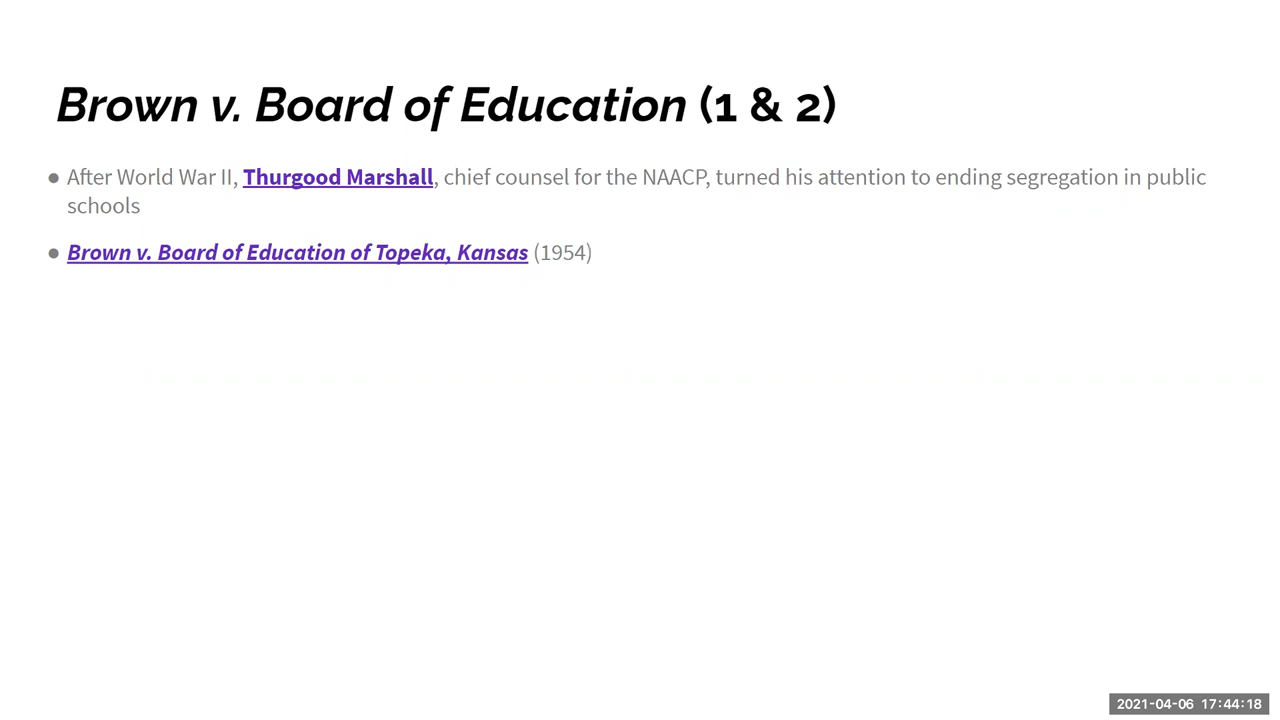 Brown v. Board of Education (1 & 2)
● After World War II, Thurgood Marshall, chief counsel for the NAACP, turned his attention to ending segregation in public
schools
● Brown v. Board of Education of Topeka, Kansas (1954)
2021-04-06 17:44:18